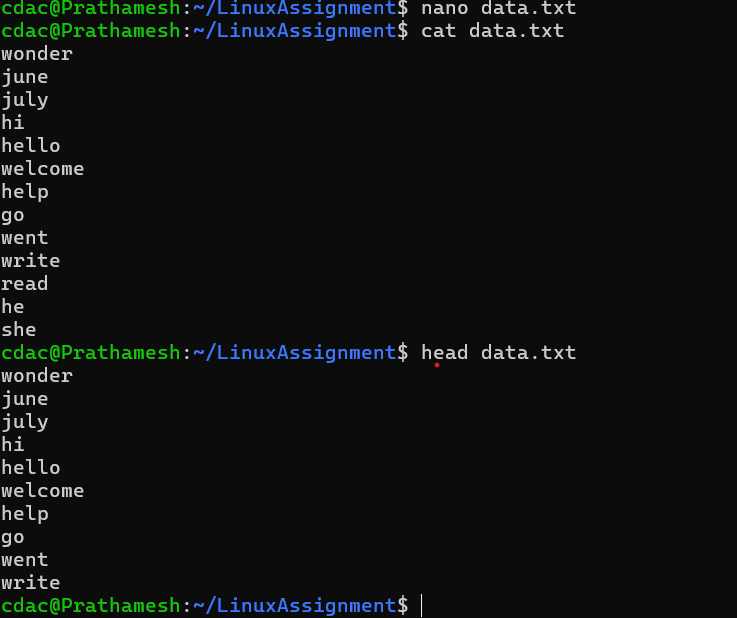 cdac@Prathamesh:~/LinuxAssignment$ nano data.txt
cdac@Prathamesh:~/LinuxAssignment$ cat data.txt
wonder
june
july
hi
hello
welcome
help
go
went
write
read
he
she
cdac@Prathamesh:~/LinuxAssignment$ head data.txt
wonder
june
july
hi
hello
welcome
help
go
went
write
cdac@Prathamesh:~/LinuxAssignment$